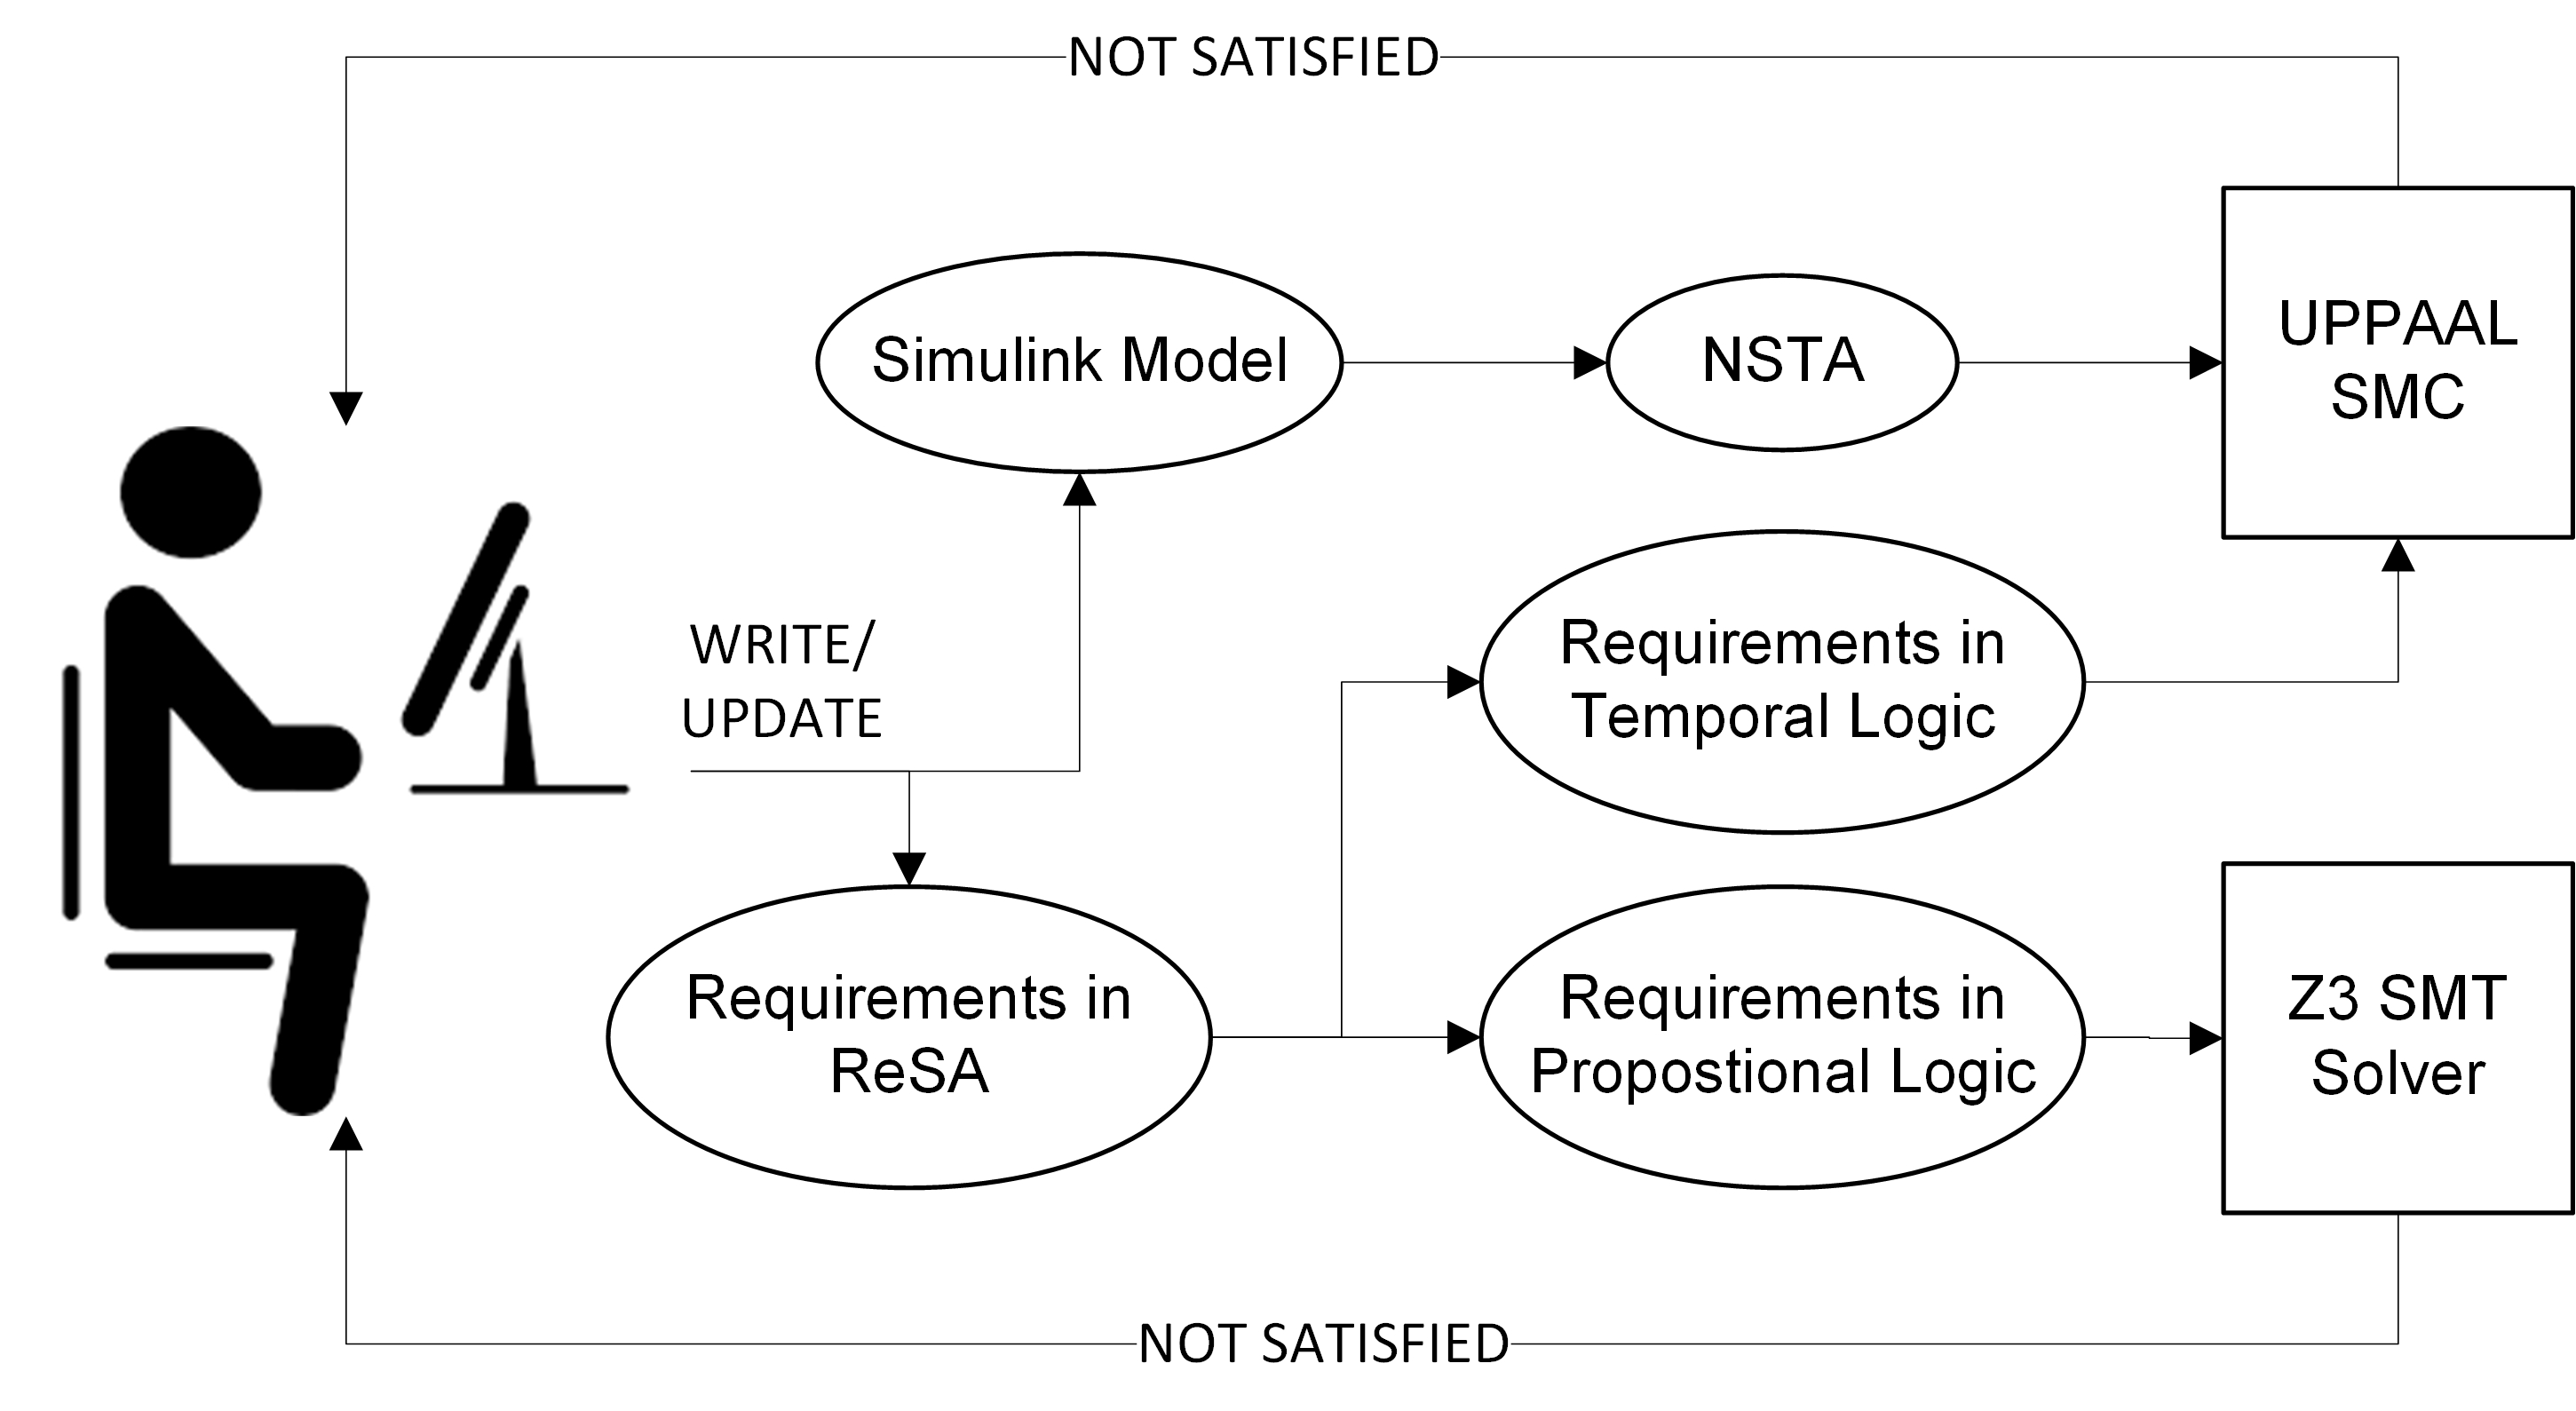 NOT SATISFIED
Simulink Model
NSTA
UPPAAL
SMC
WRITE/
UPDATE
Requirements in
Temporal Logic
Requirements in
ReSA
Requirements in
Propostional Logic
Z3 SMT
Solver
NOT SATISFIED